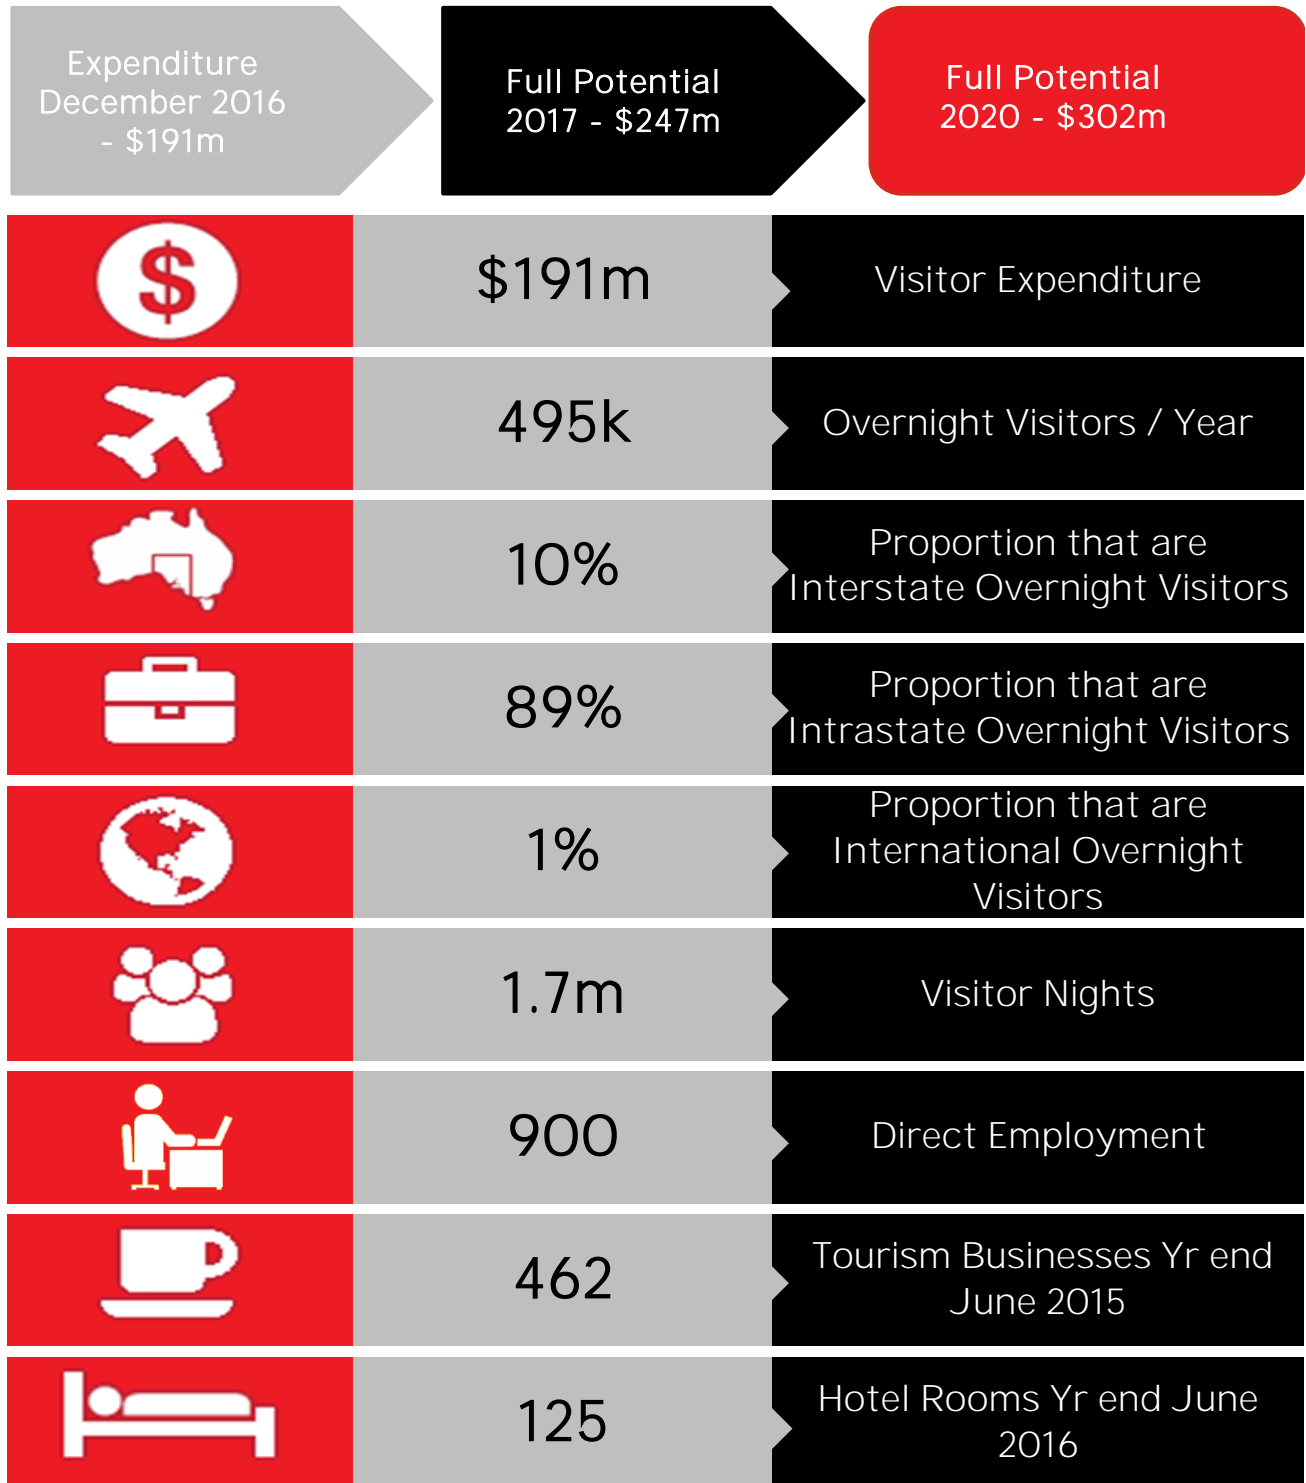 Expenditure
December 2016
- $191m
Full Potential
2017 - $247m
Full Potential
2020 - $302m
$
$191m
Visitor Expenditure
495k
Overnight Visitors / Year
10%
Proportion that are
Interstate Overnight Visitors
89%
Proportion that are
Intrastate Overnight Visitors
1%
Proportion that are
International Overnight
Visitors
1.7m
Visitor Nights
900
Direct Employment
462
Tourism Businesses Yr end
June 2015
125
Hotel Rooms Yr end June
2016